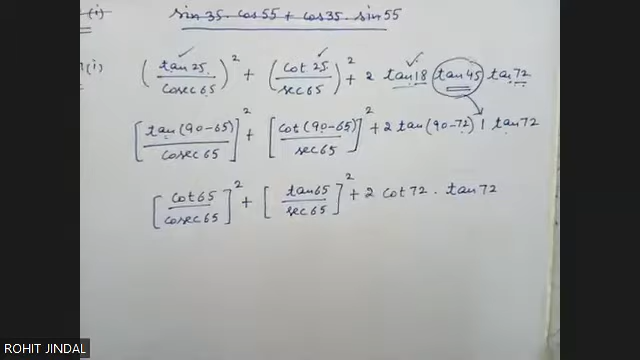 sin 35. cos 55 + cos 35. sin 55
(i) (tan 25 / cosec 65)² + (cot 25 / sec 65)² + 2 tan 18 tan 45 tan 72
[tan (90-65) / cosec 65]² + [cot (90-65) / sec 65]² + 2 tan (90-72) 1 tan 72
[cot 65 / cosec 65]² + [tan 65 / sec 65]² + 2 cot 72 . tan 72
ROHIT JINDAL